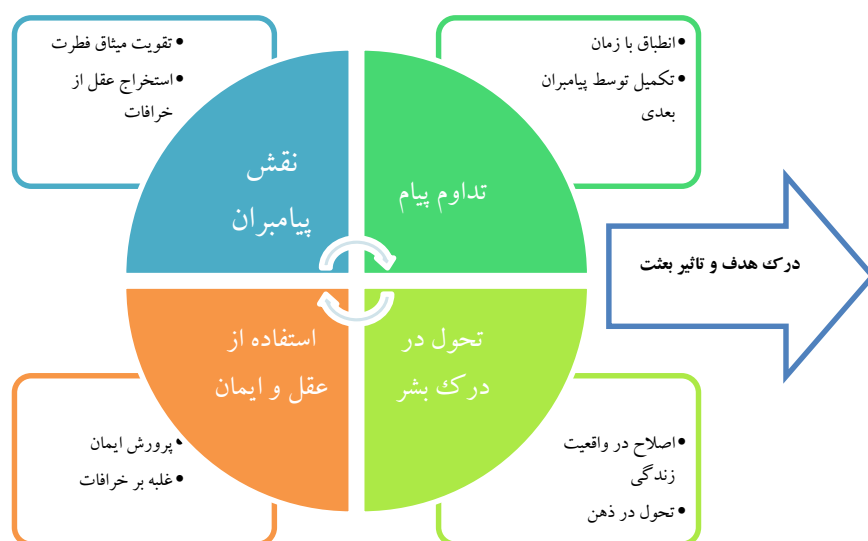 •انطباق با زمان
•تکمیل توسط پیامبران
بعدی
•تقویت میثاق فطرت
•استخراج عقل از
خرافات
تداوم پیام
نقش
پیامبران
درک هدف و تاثیر بعثت
تحول در
درک بشر
استفاده از
عقل و ایمان
•اصلاح در واقعیت
زندگی
•تحول در ذهن
•پرورش ایمان
•غلبه بر خرافات